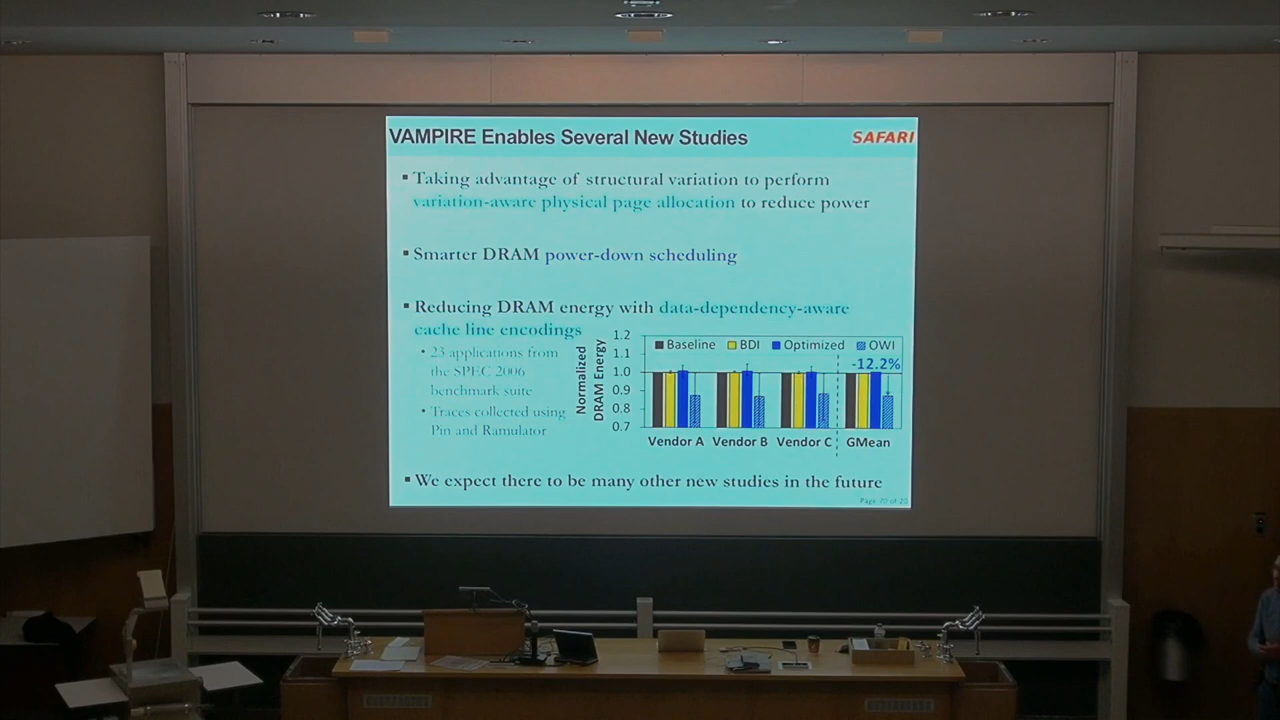 VAMPIRE Enables Several New Studies
SAFARI
▪ Taking advantage of structural variation to perform
variation-aware physical page allocation to reduce power
▪ Smarter DRAM power-down scheduling
▪ Reducing DRAM energy with data-dependency-aware
cache line encodings
• 23 applications from
the SPEC 2006
benchmark suite
• Traces collected using
Pin and Ramulator
Normalized
DRAM Energy
1.2
1.1
1.0
0.9
0.8
0.7
Baseline BDI Optimized OWI
-12.2%
Vendor A Vendor B Vendor C GMean
▪ We expect there to be many other new studies in the future